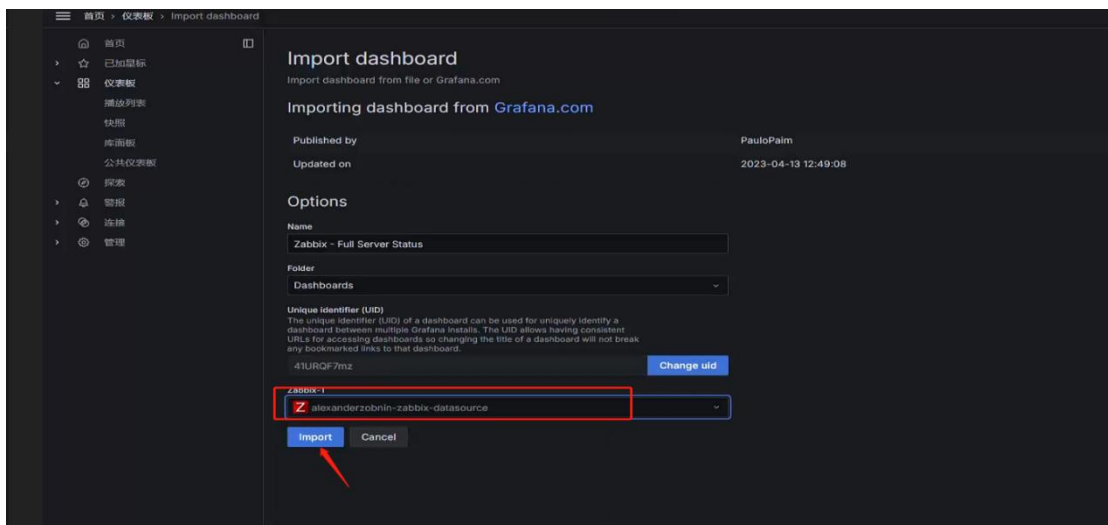 首页 › 仪表板 › Import dashboard
首页
已加星标
仪表板
播放列表
快照
库面板
公共仪表板
探索
警报
连接
管理
Import dashboard
Import dashboard from file or Grafana.com
Importing dashboard from Grafana.com
Published by PauloPaim
Updated on 2023-04-13 12:49:08
Options
Name
Zabbix - Full Server Status
Folder
Dashboards
Unique identifier (UID)
The unique identifier (UID) of a dashboard can be used for uniquely identify a
dashboard between multiple Grafana installs. The UID allows having consistent
URLs for accessing dashboards so changing the title of a dashboard will not break
any bookmarked links to that dashboard.
41URQF7mz Change uid
Zabbix-1
Z alexanderzobnin-zabbix-datasource
Import Cancel